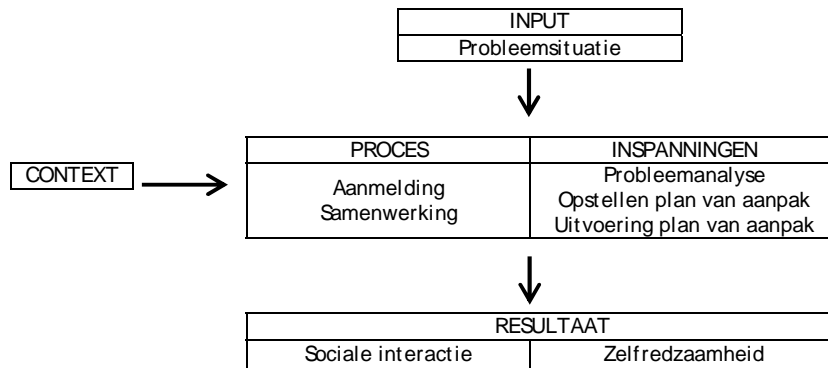 INPUT
Probleemsituatie
PROCES
INSPANNINGEN
CONTEXT
Aanmelding
Samenwerking
Probleemanalyse
Opstellen plan van aanpak
Uitvoering plan van aanpak
RESULTAAT
Sociale interactie
Zelfredzaamheid